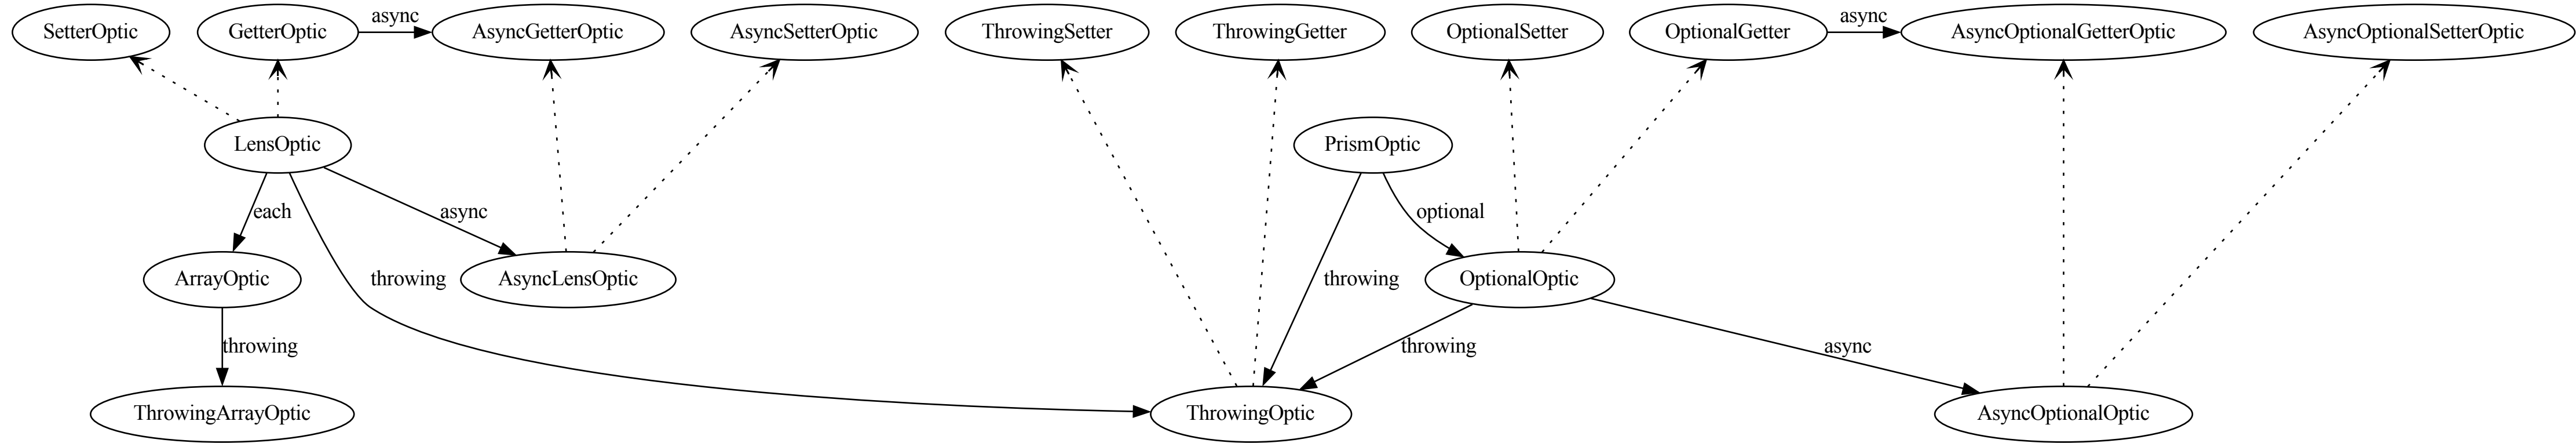 SetterOptic
GetterOptic
async
AsyncGetterOptic
AsyncSetterOptic
ThrowingSetter
ThrowingGetter
OptionalSetter
OptionalGetter
async
AsyncOptionalGetterOptic
AsyncOptionalSetterOptic
LensOptic
PrismOptic
each
async
optional
ArrayOptic
throwing
AsyncLensOptic
throwing
OptionalOptic
throwing
throwing
async
ThrowingArrayOptic
ThrowingOptic
AsyncOptionalOptic